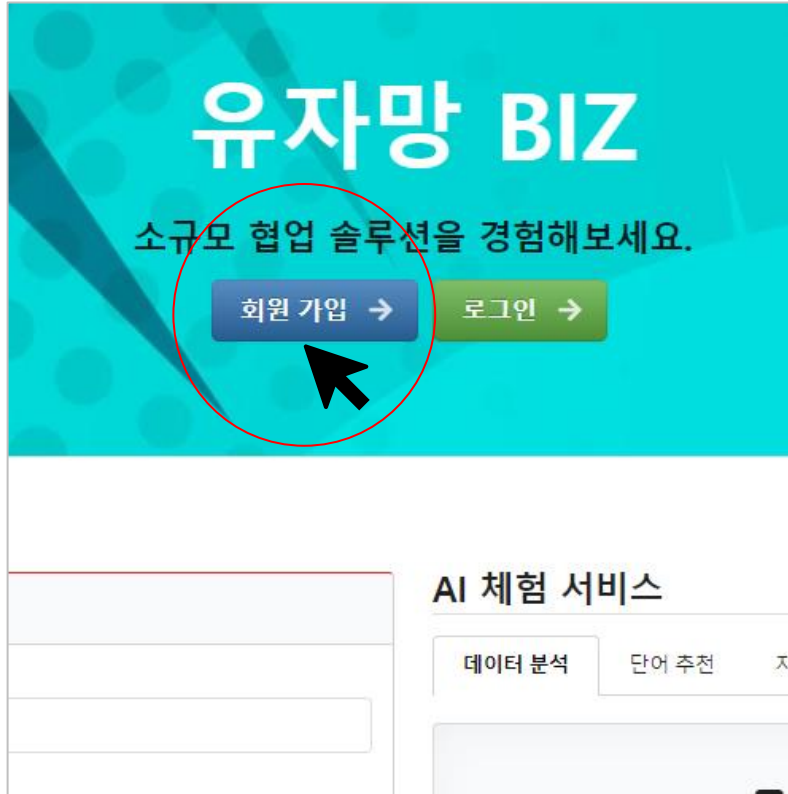 유자망 BIZ
소규모 협업 솔루션을 경험해보세요.
회원 가입 →
로그인 →
AI 체험 서비스
데이터 분석 단어 추천